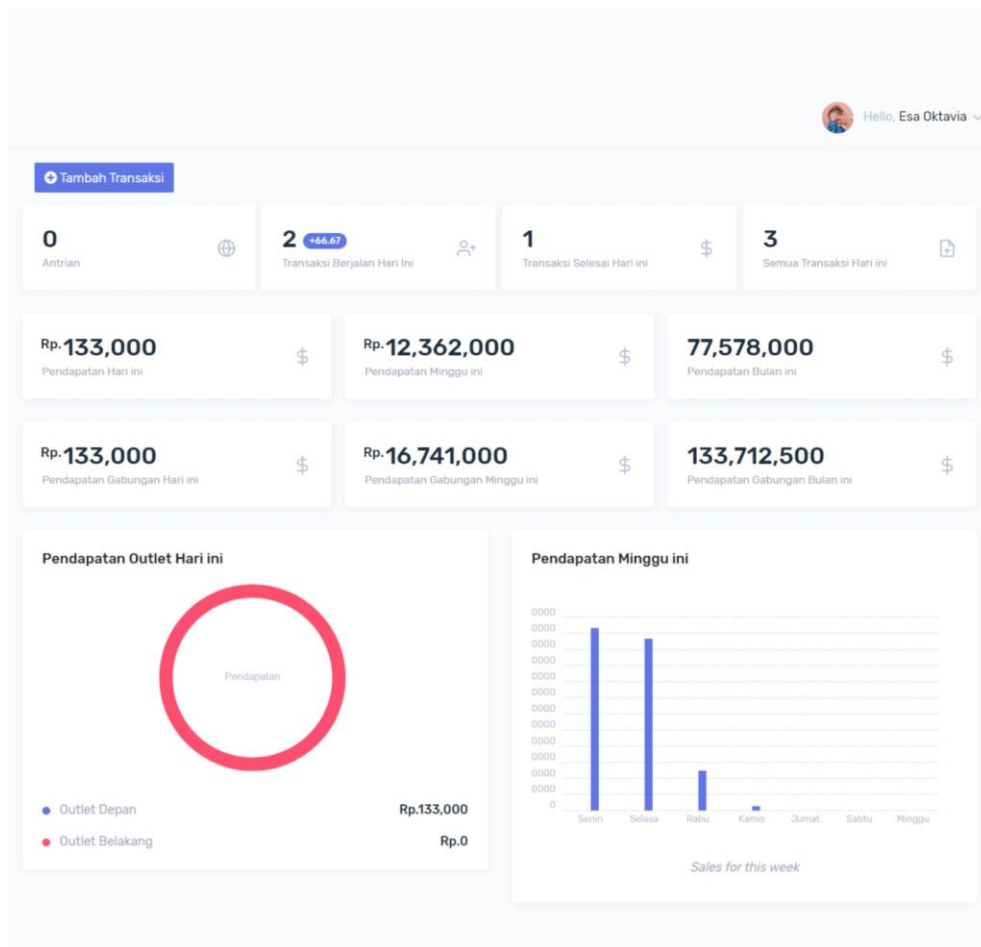 Hello, Esa Oktavia
Tambah Transaksi
0
Antrian
2 +66.67
Transaksi Berjalan Hari Ini
1
Transaksi Selesai Hari ini
3
Semua Transaksi Hari ini
Rp.133,000
Pendapatan Hari ini
Rp.12,362,000
Pendapatan Minggu ini
77,578,000
Pendapatan Bulan ini
Rp.133,000
Pendapatan Gabungan Hari ini
Rp.16,741,000
Pendapatan Gabungan Minggu ini
133,712,500
Pendapatan Gabungan Bulan ini
Pendapatan Outlet Hari ini
Pendapatan
Outlet Depan Rp.133,000
Outlet Belakang Rp.0
Pendapatan Minggu ini
0000
0000
0000
0000
0000
0000
0000
0000
0000
0000
0000
0000
0
Senin Selasa Rabu Kamis Jumat Sabtu Minggu
Sales for this week